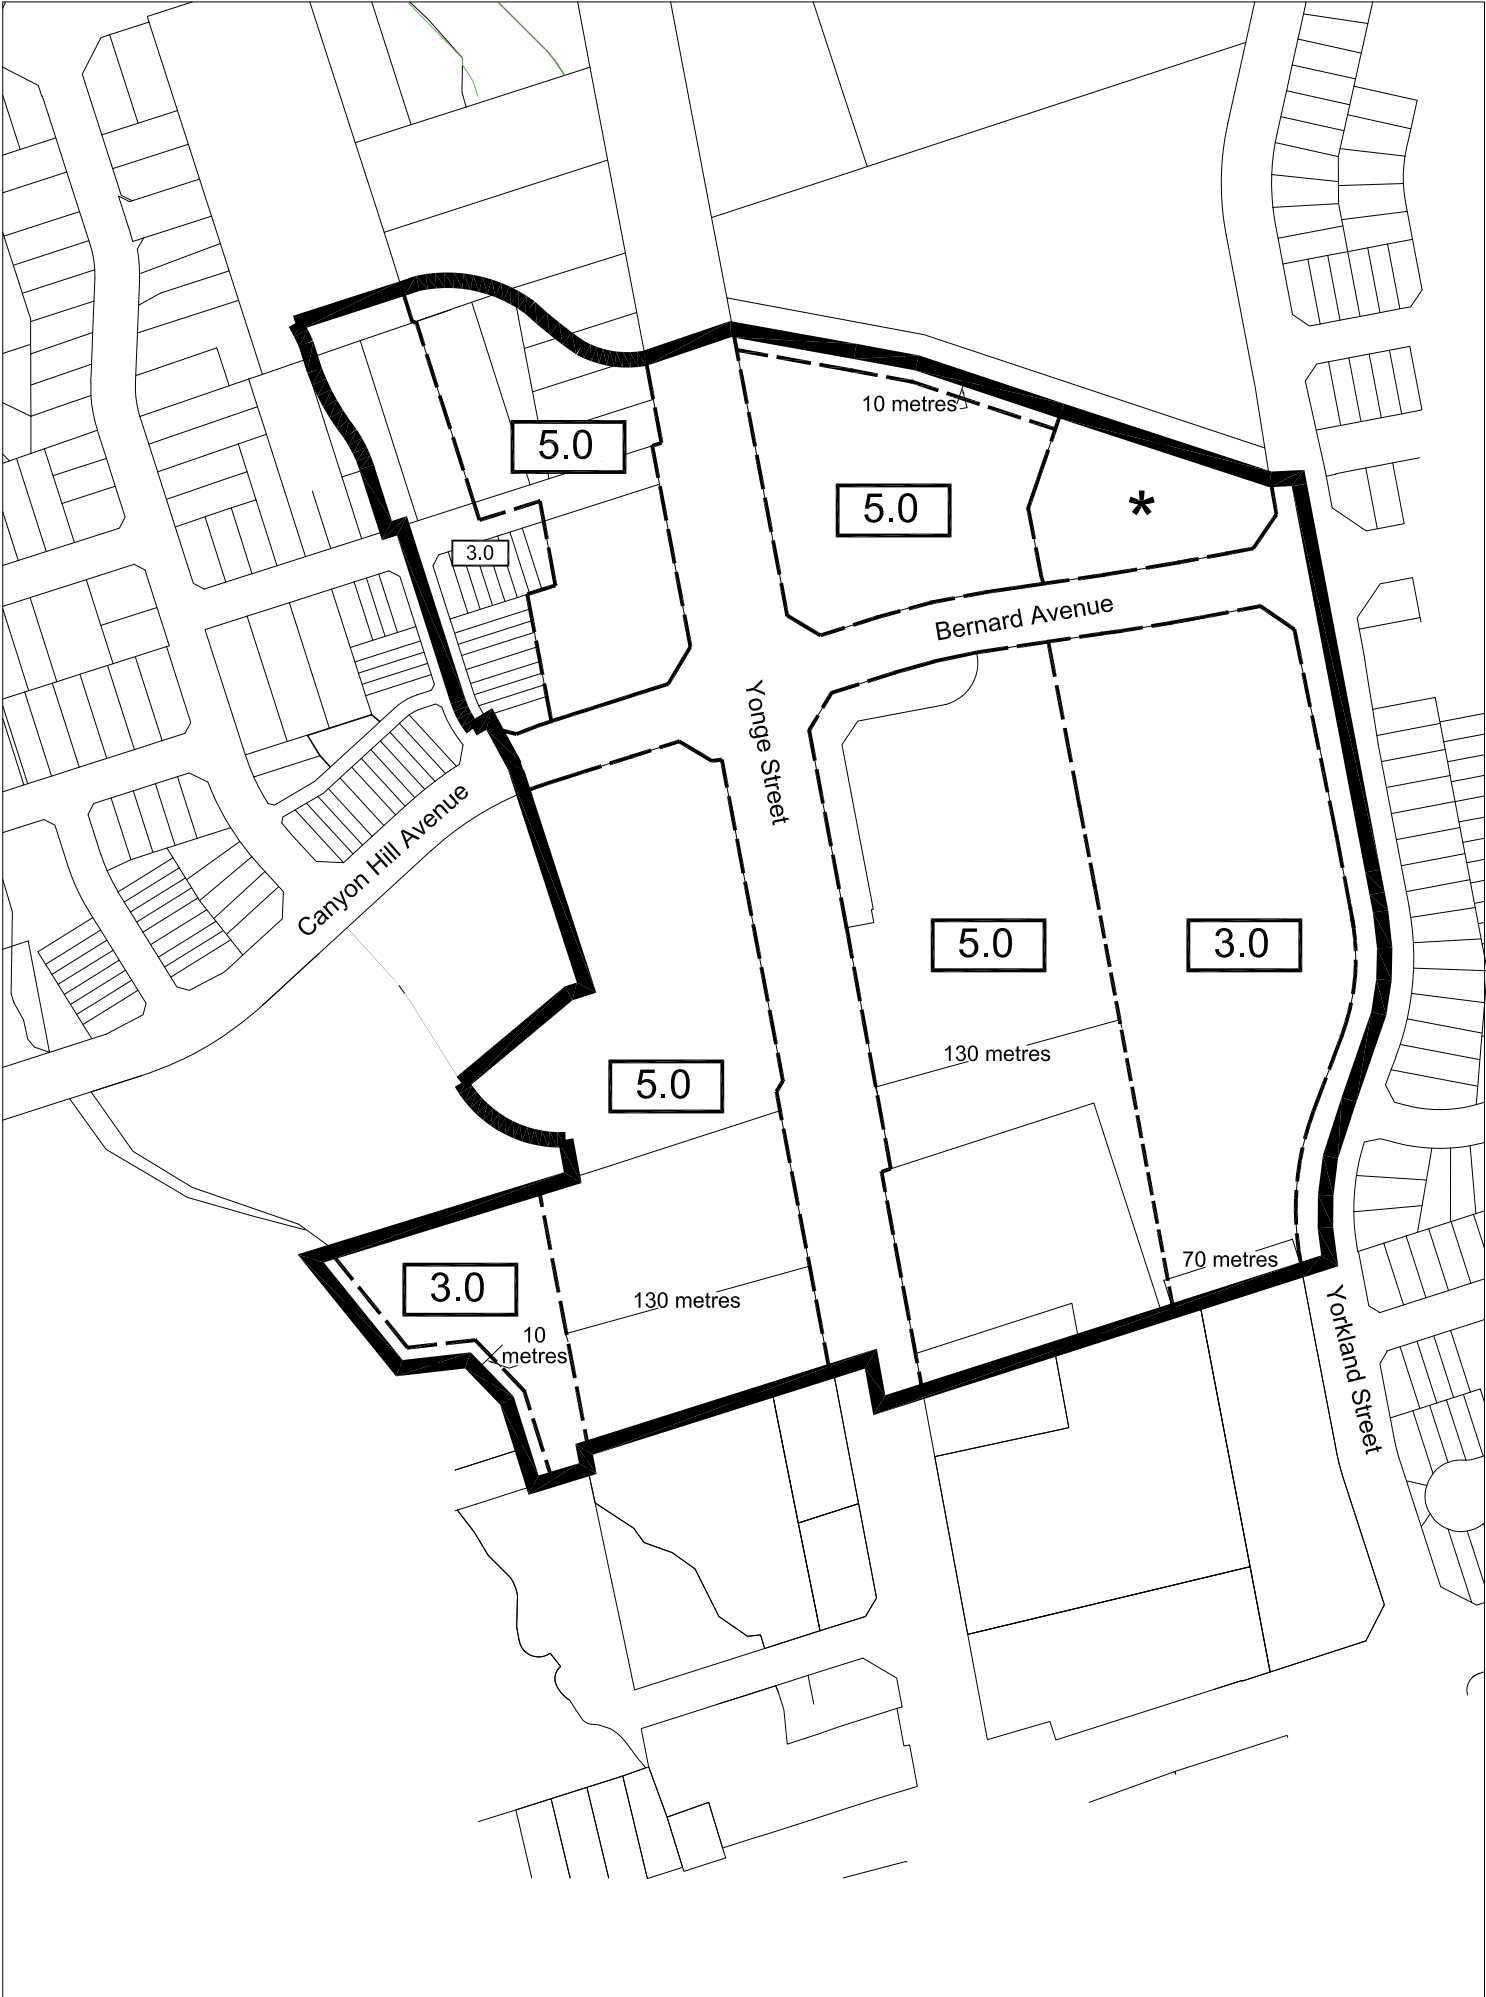 10 metres
5.0
5.0
*
3.0
Bernard Avenue
Yonge Street
Canyon Hill Avenue
5.0
3.0
130 metres
5.0
70 metres
3.0
130 metres
10
metres
Yorkland Street